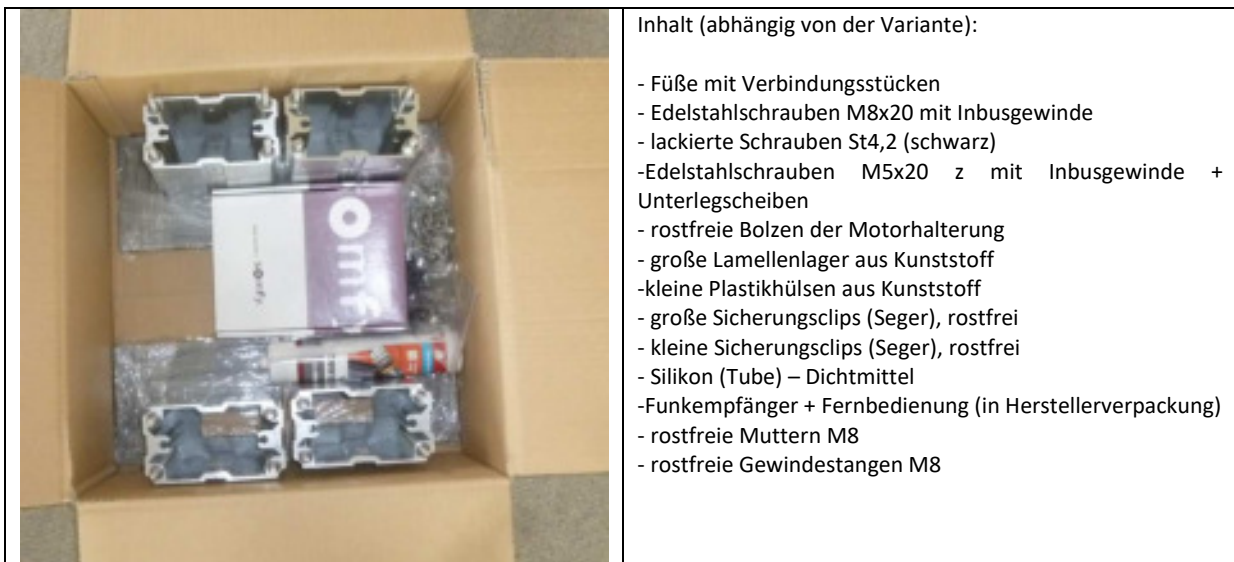 Inhalt (abhängig von der Variante):
- Füße mit Verbindungsstücken
- Edelstahlschrauben M8x20 mit Inbusgewinde
- lackierte Schrauben St4,2 (schwarz)
-Edelstahlschrauben M5x20 z mit Inbusgewinde +
Unterlegscheiben
- rostfreie Bolzen der Motorhalterung
- große Lamellenlager aus Kunststoff
-kleine Plastikhülsen aus Kunststoff
- große Sicherungsclips (Seger), rostfrei
- kleine Sicherungsclips (Seger), rostfrei
- Silikon (Tube) – Dichtmittel
-Funkempfänger + Fernbedienung (in Herstellerverpackung)
- rostfreie Muttern M8
- rostfreie Gewindestangen M8
omf
somfy